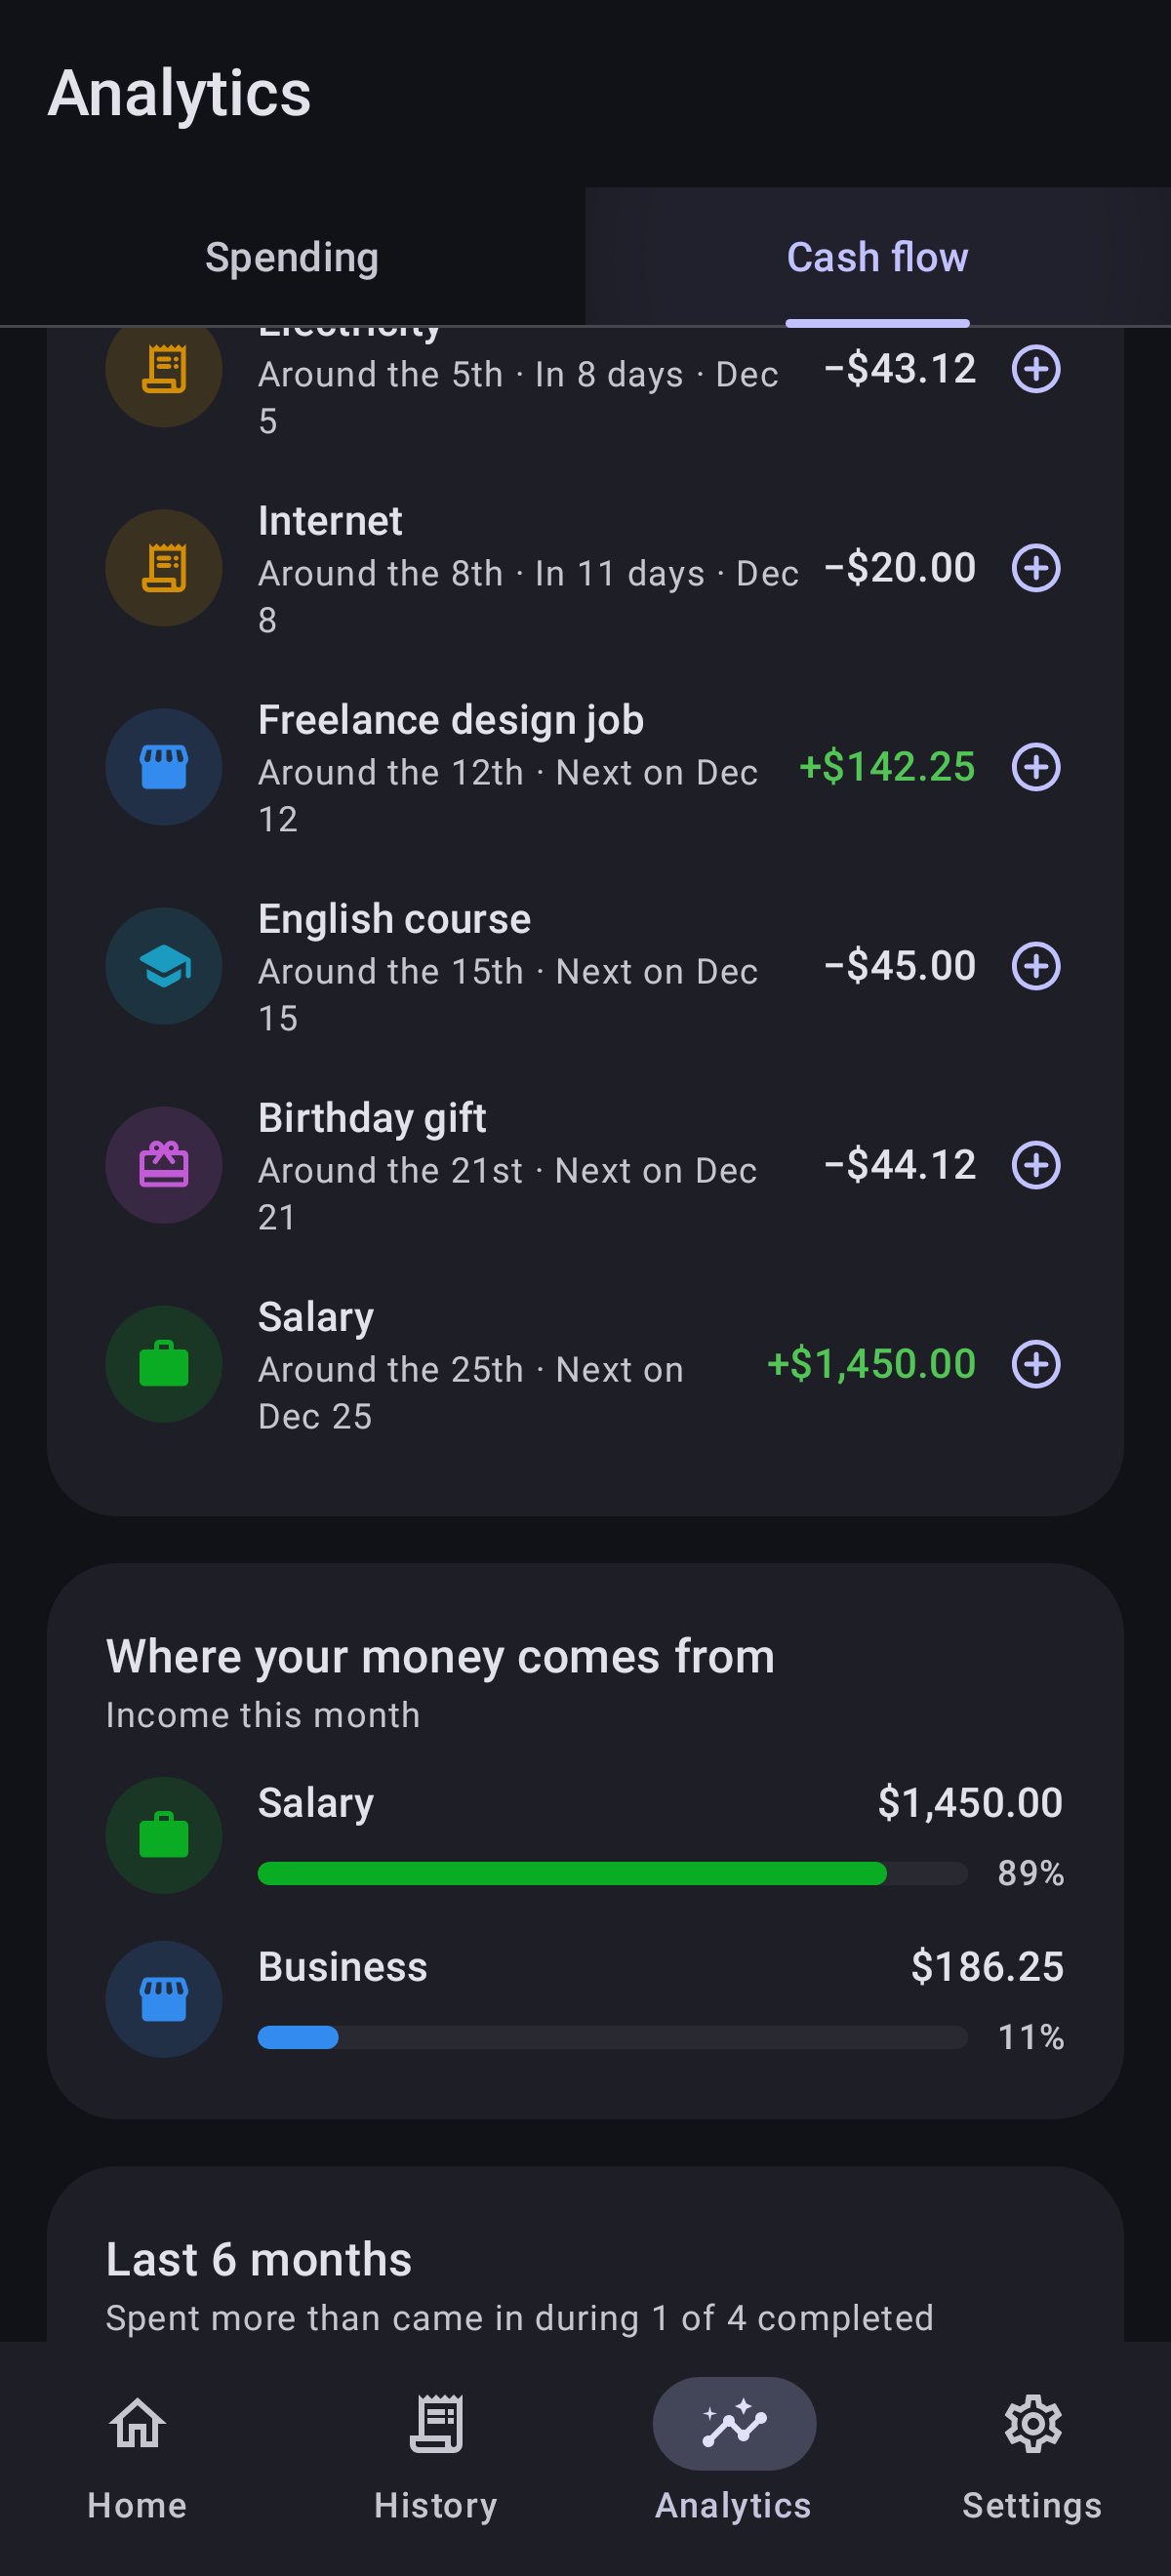 Analytics
Spending
Cash flow
Electricity
Around the 5th · In 8 days · Dec
5
−$43.12
Internet
Around the 8th · In 11 days · Dec
8
−$20.00
Freelance design job
Around the 12th · Next on Dec
12
+$142.25
English course
Around the 15th · Next on Dec
15
−$45.00
Birthday gift
Around the 21st · Next on Dec
21
−$44.12
Salary
Around the 25th · Next on
Dec 25
+$1,450.00
Where your money comes from
Income this month
Salary
$1,450.00
89%
Business
$186.25
11%
Last 6 months
Spent more than came in during 1 of 4 completed
Home
History
Analytics
Settings